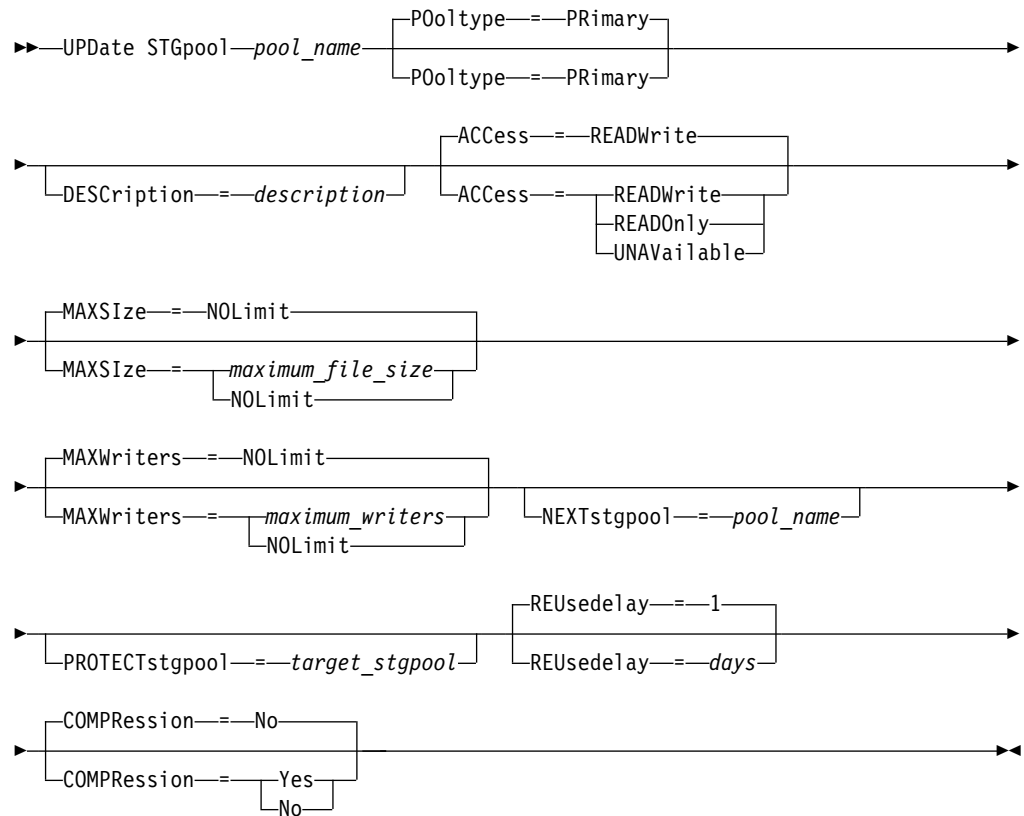 POoltype = PRimary
UPDate STGpool pool_name
POoltype = PRimary
ACCess = READWrite
DESCription = description
ACCess = READWrite
READOnly
UNAVailable
MAXSIze = NOLimit
MAXSIze = maximum_file_size
NOLimit
MAXWriters = NOLimit
MAXWriters = maximum_writers
NOLimit
NEXTstgpool = pool_name
REUsedelay = 1
PROTECTstgpool = target_stgpool
REUsedelay = days
COMPRession = No
COMPRession = Yes
No